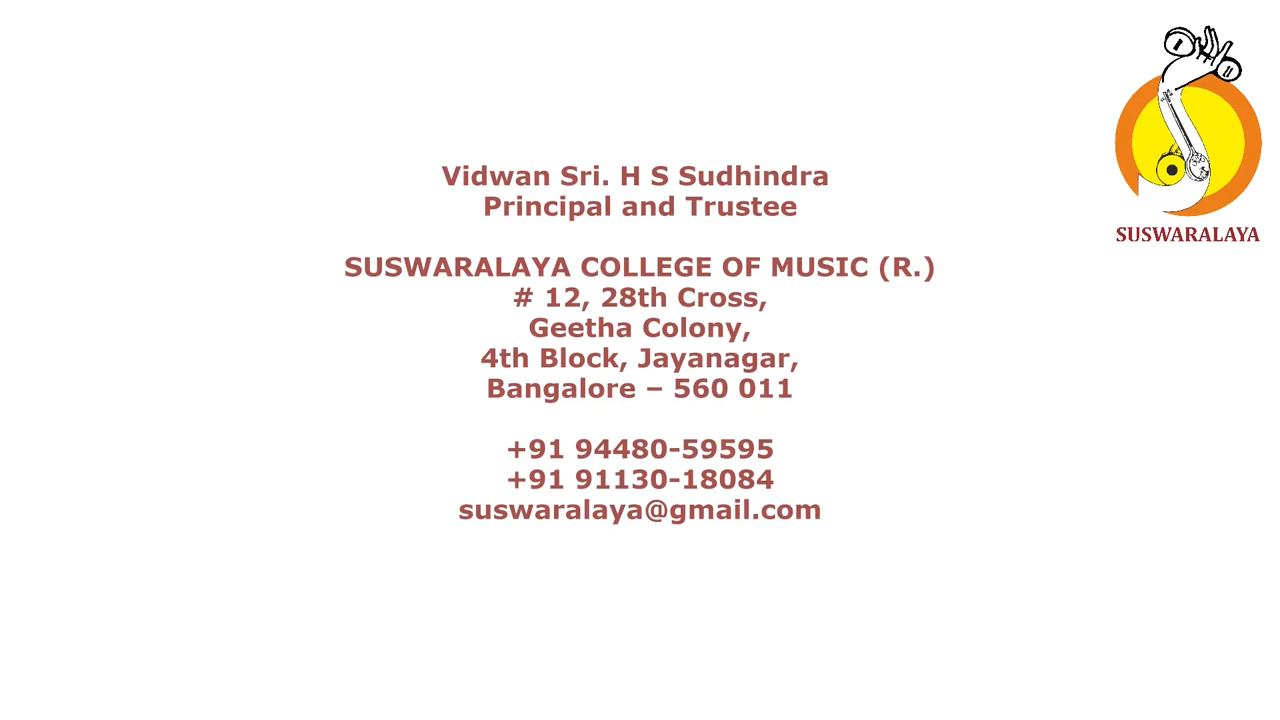 Vidwan Sri. H S Sudhindra
Principal and Trustee
SUSWARALAYA COLLEGE OF MUSIC (R.)
# 12, 28th Cross,
Geetha Colony,
4th Block, Jayanagar,
Bangalore – 560 011
+91 94480-59595
+91 91130-18084
suswaralaya@gmail.com
SUSWARALAYA